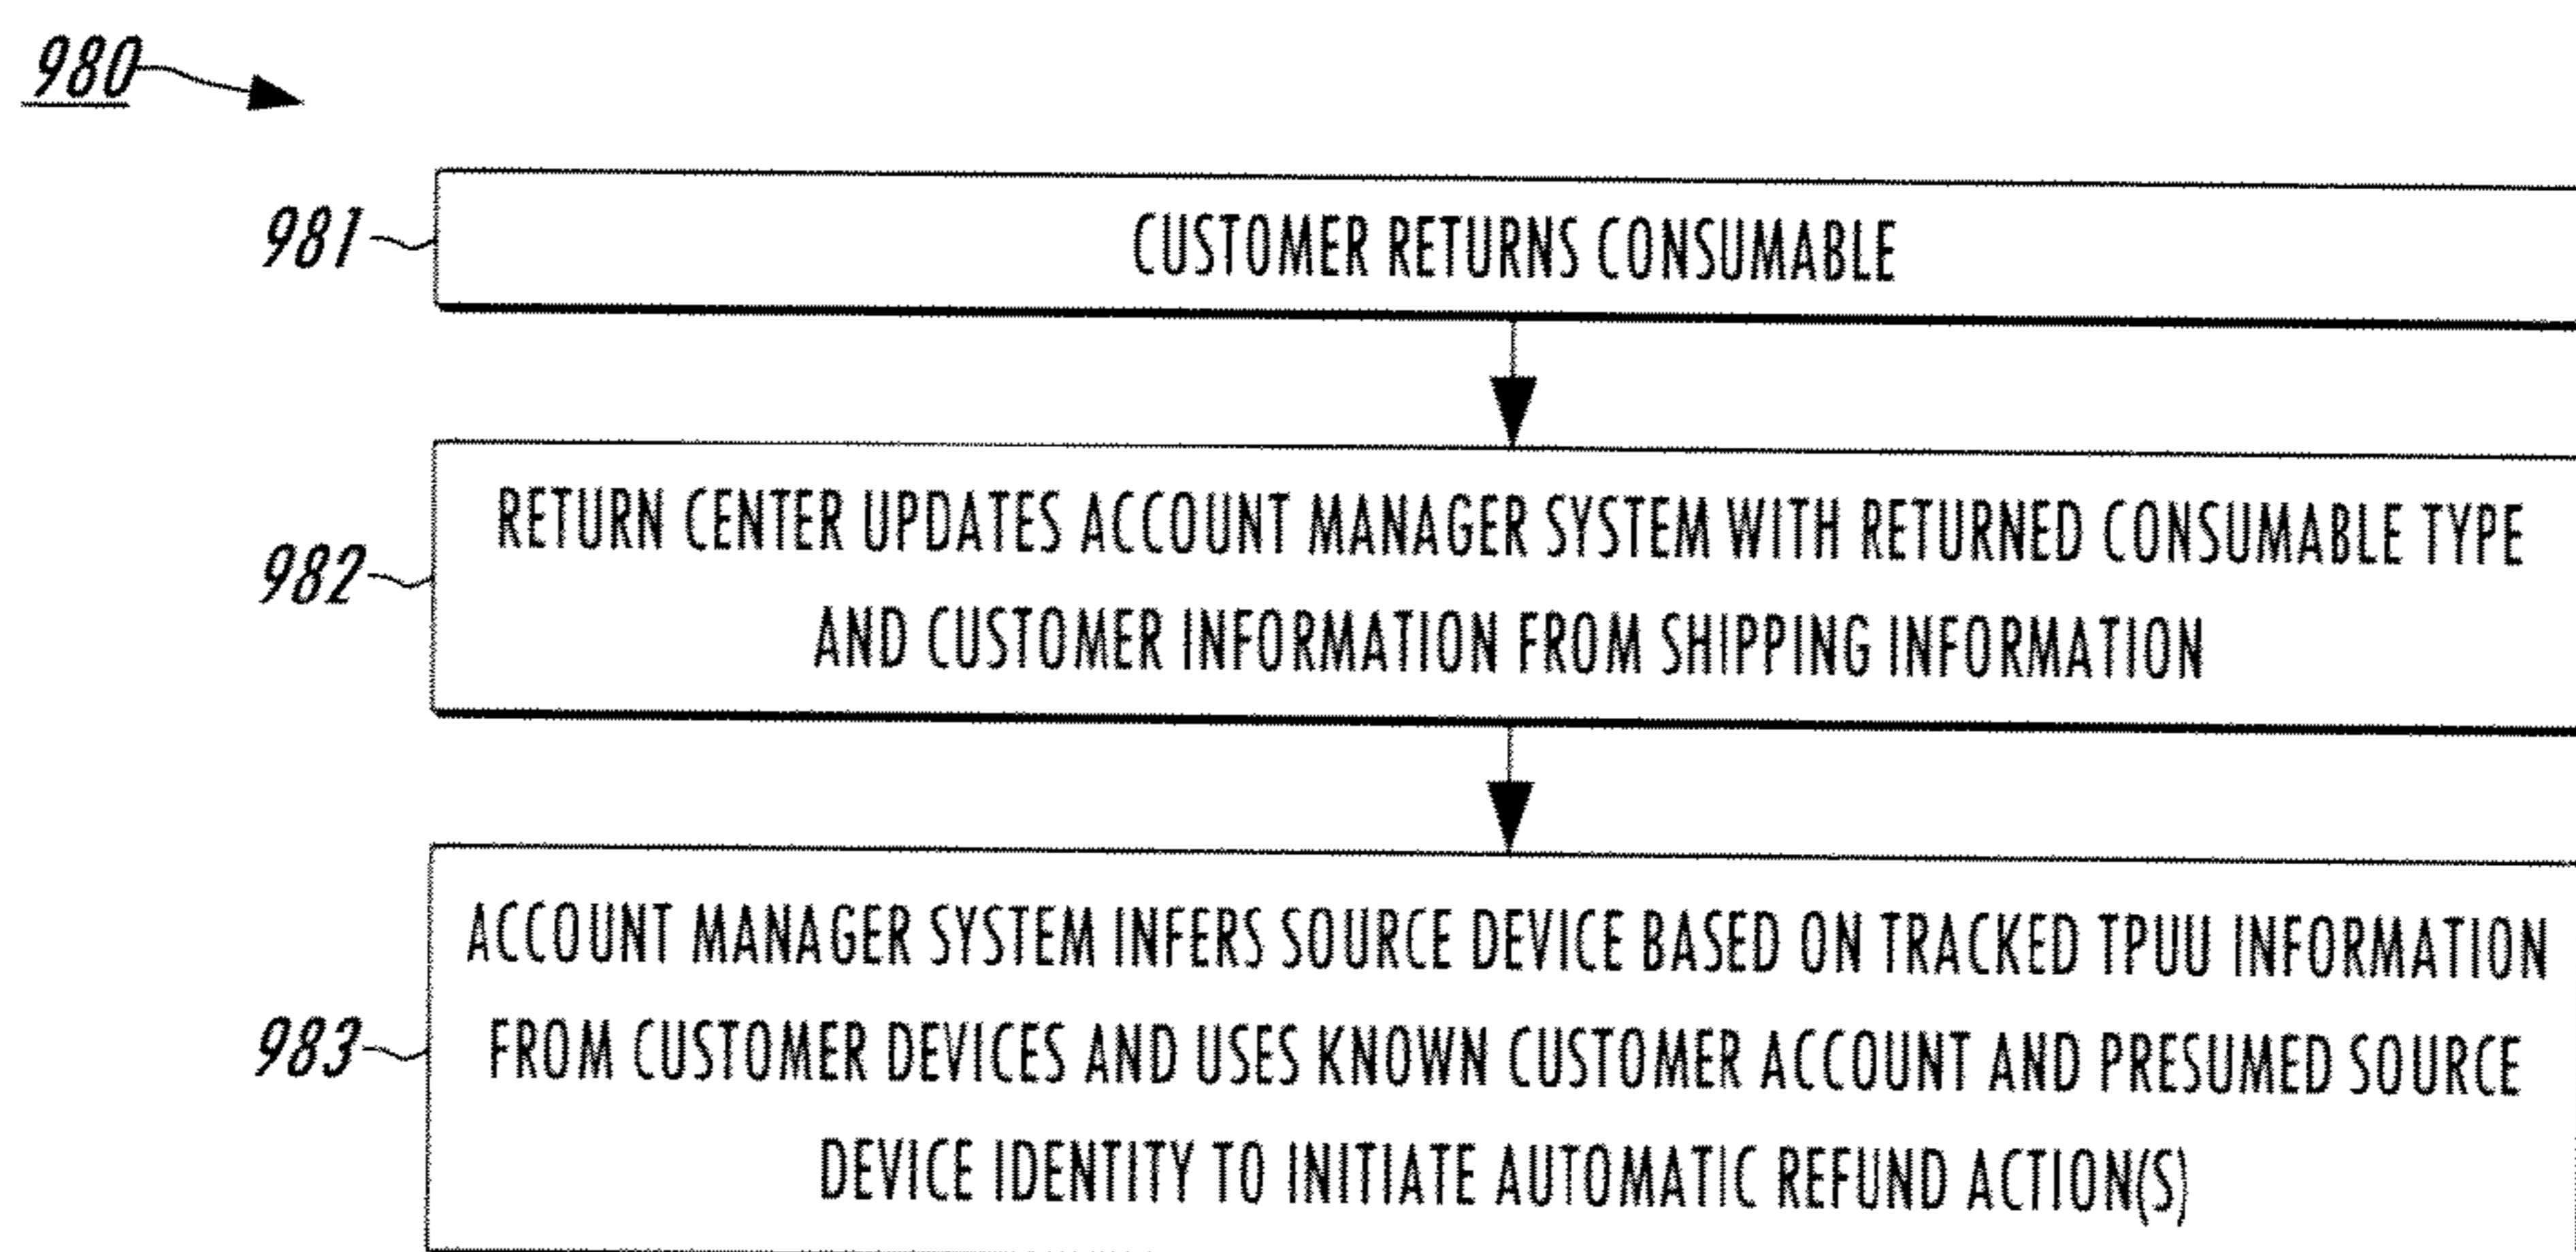 980
981
CUSTOMER RETURNS CONSUMABLE
982
RETURN CENTER UPDATES ACCOUNT MANAGER SYSTEM WITH RETURNED CONSUMABLE TYPE
AND CUSTOMER INFORMATION FROM SHIPPING INFORMATION
983
ACCOUNT MANAGER SYSTEM INFERS SOURCE DEVICE BASED ON TRACKED TPUU INFORMATION
FROM CUSTOMER DEVICES AND USES KNOWN CUSTOMER ACCOUNT AND PRESUMED SOURCE
DEVICE IDENTITY TO INITIATE AUTOMATIC REFUND ACTION(S)